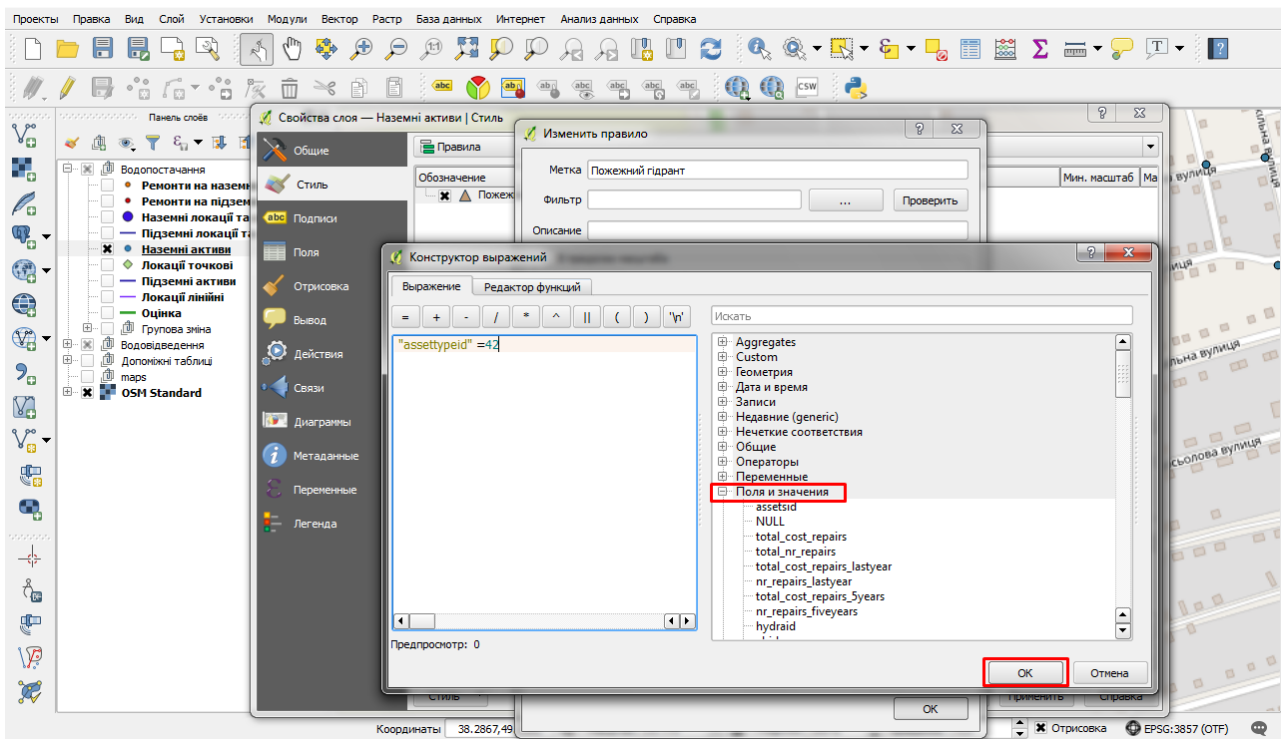 Проекты Правка Вид Слой Установки Модули Вектор Растр База данных Интернет Анализ данных Справка
Панель слоёв
Водопостачання
Ремонти на наземн
Ремонти на підзем
Наземні локації та
Підземні локації та
Наземні активи
Локації точкові
Підземні активи
Локації лінійні
Оцінка
Групова зміна
Водовідведення
Допоміжні таблиці
maps
OSM Standard
Свойства слоя — Наземні активи | Стиль
Общие
Стиль
Подписи
Поля
Отрисовка
Вывод
Действия
Связи
Диаграммы
Метаданные
Переменные
Легенда
Правила
Обозначение
Мин. масштаб Ма
Пожеж
Изменить правило
Метка Пожежний гідрант
Фильтр ... Проверить
Описание
Конструктор выражений
Выражение Редактор функций
= + - / * ^ || ( ) '\n'
"assettypeid" =42
Предпросмотр: 0
Искать
Aggregates
Custom
Геометрия
Дата и время
Записи
Недавние (generic)
Нечеткие соответствия
Общие
Операторы
Переменные
Поля и значения
assetsid
NULL
total_cost_repairs
total_nr_repairs
total_cost_repairs_lastyear
nr_repairs_lastyear
total_cost_repairs_5years
nr_repairs_fiveyears
hydraid
OK Отмена
Стиль
Применить Справка
OK
Координаты 38.2867,49
Отрисовка EPSG:3857 (OTF)